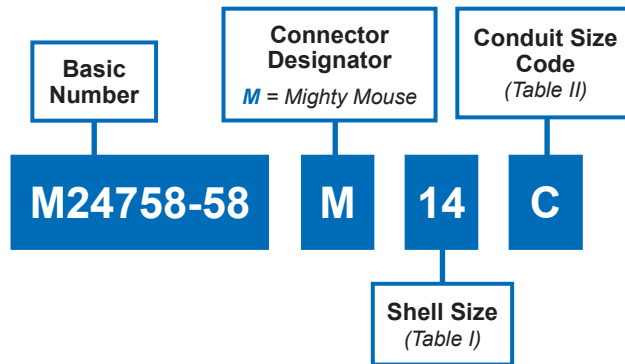 Connector
Designator
M = Mighty Mouse
Conduit Size
Code
(Table II)
Basic
Number
M24758-58
M
14
C
Shell Size
(Table I)